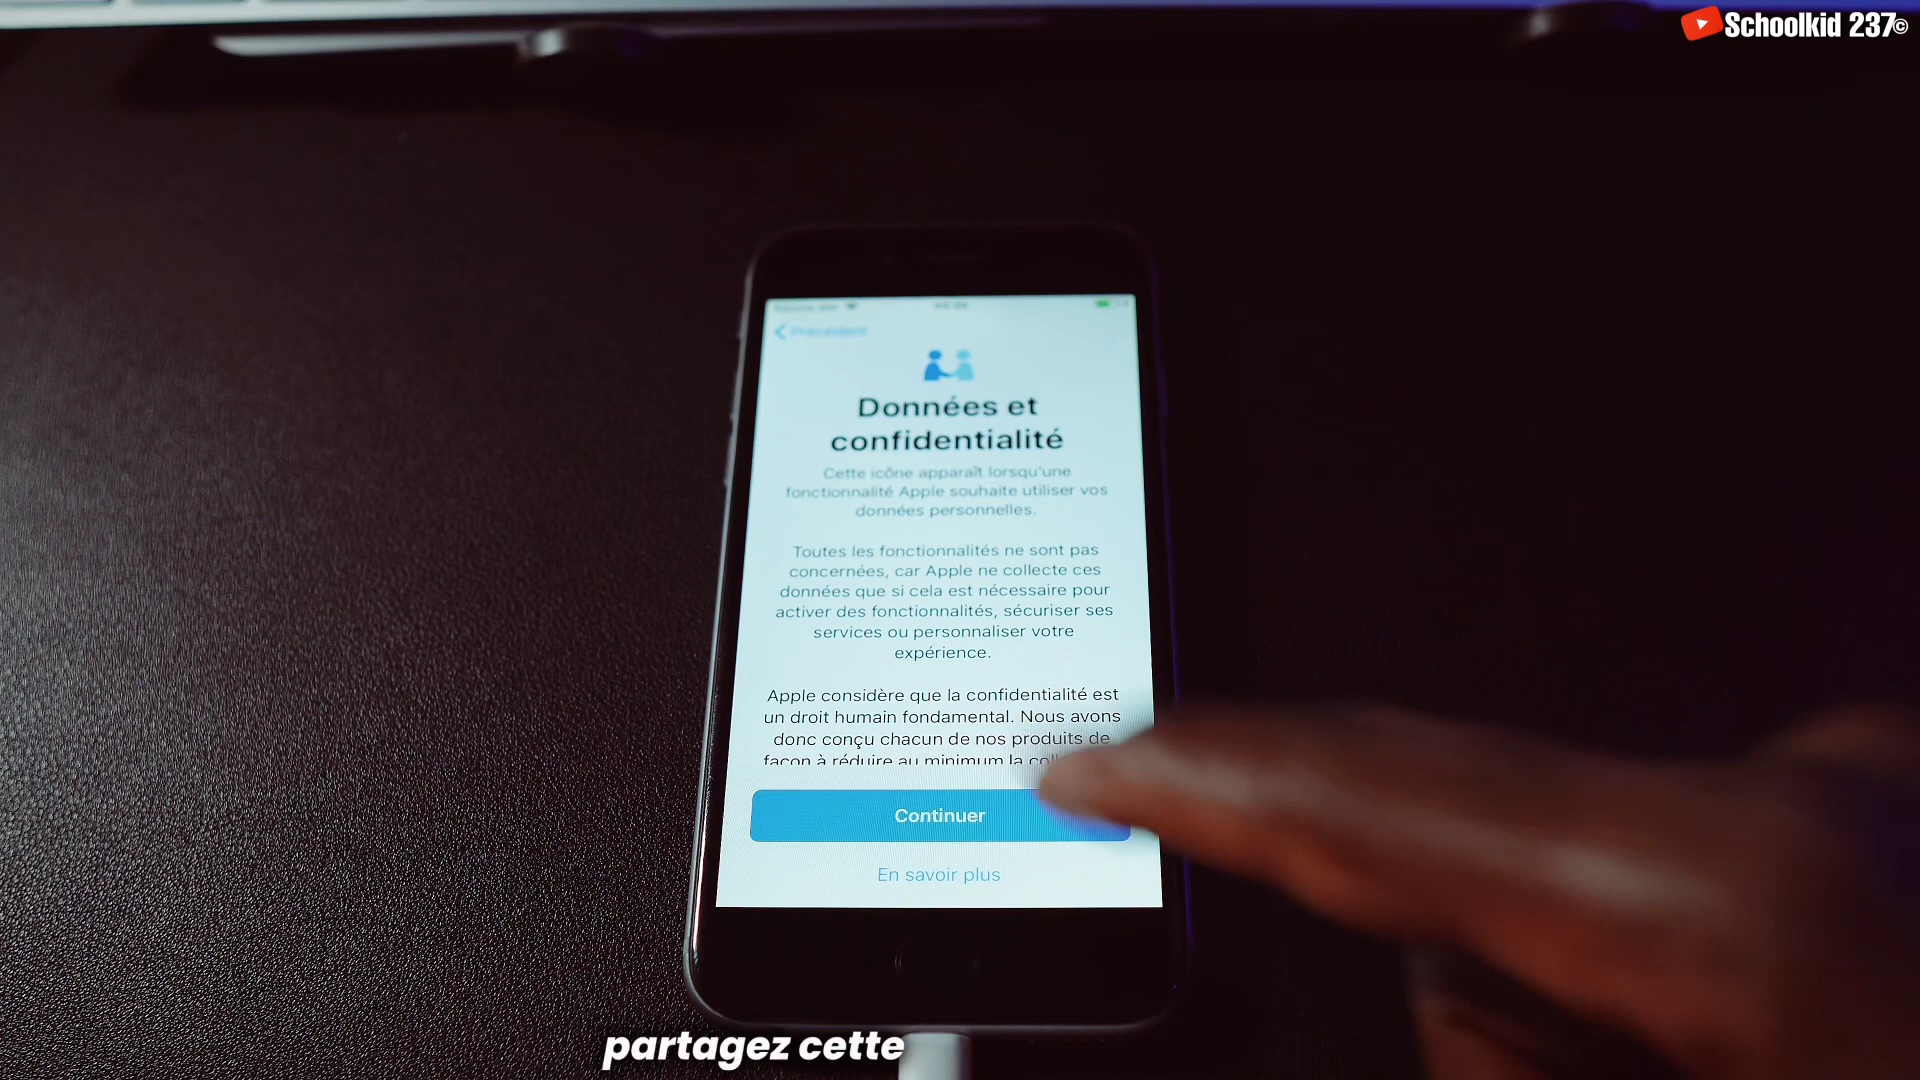 Schoolkid 237©
Précédent
Données et
confidentialité
Cette icône apparaît lorsqu'une
fonctionnalité Apple souhaite utiliser vos
données personnelles.
Toutes les fonctionnalités ne sont pas
concernées, car Apple ne collecte ces
données que si cela est nécessaire pour
activer des fonctionnalités, sécuriser ses
services ou personnaliser votre
expérience.
Apple considère que la confidentialité est
un droit humain fondamental. Nous avons
donc conçu chacun de nos produits de
façon à réduire au minimum la
Continuer
En savoir plus
partagez cette